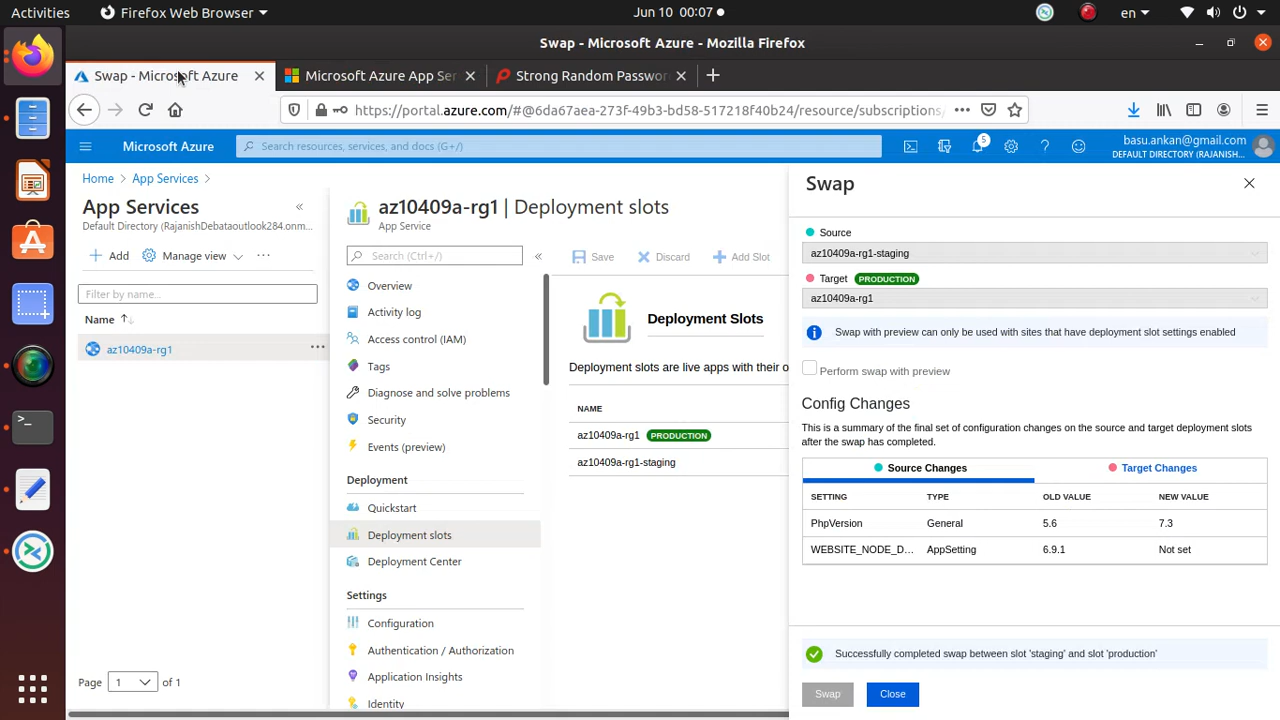 Activities
Firefox Web Browser
Jun 10 00:07
en
Swap - Microsoft Azure - Mozilla Firefox
Swap - Microsoft Azure
Microsoft Azure App Ser
Strong Random Passwo
https://portal.azure.com/#@6da67aea-273f-49b3-bd58-517218f40b24/resource/subscriptions/
Microsoft Azure
Search resources, services, and docs (G+/)
5
basu.ankan@gmail.com
DEFAULT DIRECTORY (RAJANISH...
Home > App Services >
App Services
Default Directory (RajanishDebataoutlook284.onm...
Add
Manage view
Filter by name...
Name
az10409a-rg1
Page 1 of 1
az10409a-rg1 | Deployment slots
App Service
Search (Ctrl+/)
Overview
Activity log
Access control (IAM)
Tags
Diagnose and solve problems
Security
Events (preview)
Deployment
Quickstart
Deployment slots
Deployment Center
Settings
Configuration
Authentication / Authorization
Application Insights
Identity
Save
Discard
Add Slot
Deployment Slots
Deployment slots are live apps with their o
NAME
az10409a-rg1 PRODUCTION
az10409a-rg1-staging
Swap
Source
az10409a-rg1-staging
Target PRODUCTION
az10409a-rg1
Swap with preview can only be used with sites that have deployment slot settings enabled
Perform swap with preview
Config Changes
This is a summary of the final set of configuration changes on the source and target deployment slots
after the swap has completed.
Source Changes
Target Changes
SETTING TYPE OLD VALUE NEW VALUE
PhpVersion General 5.6 7.3
WEBSITE_NODE_D... AppSetting 6.9.1 Not set
Successfully completed swap between slot 'staging' and slot 'production'
Swap
Close